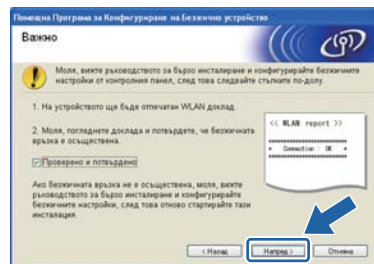 Помощна Програма за Конфигуриране на Безжично устройство
Важно
Моля, вижте ръководството за бързо инсталиране и конфигурирайте безжичните
настройки от контролния панел, след това следвайте стъпките по-долу.
1. На устройството ще бъде отпечатан WLAN доклад.
2. Моля, погледнете доклада и потвърдете, че безжичната
връзка е осъществена.
Проверено и потвърдено
Ако безжичната връзка не е осъществена, моля, вижте
ръководството за бързо инсталиране и конфигурирайте
безжичните настройки, след това отново стартирайте тази
инсталация.
<< WLAN report >>
* Connection : OK *
< Назад
Напред >
Отмяна